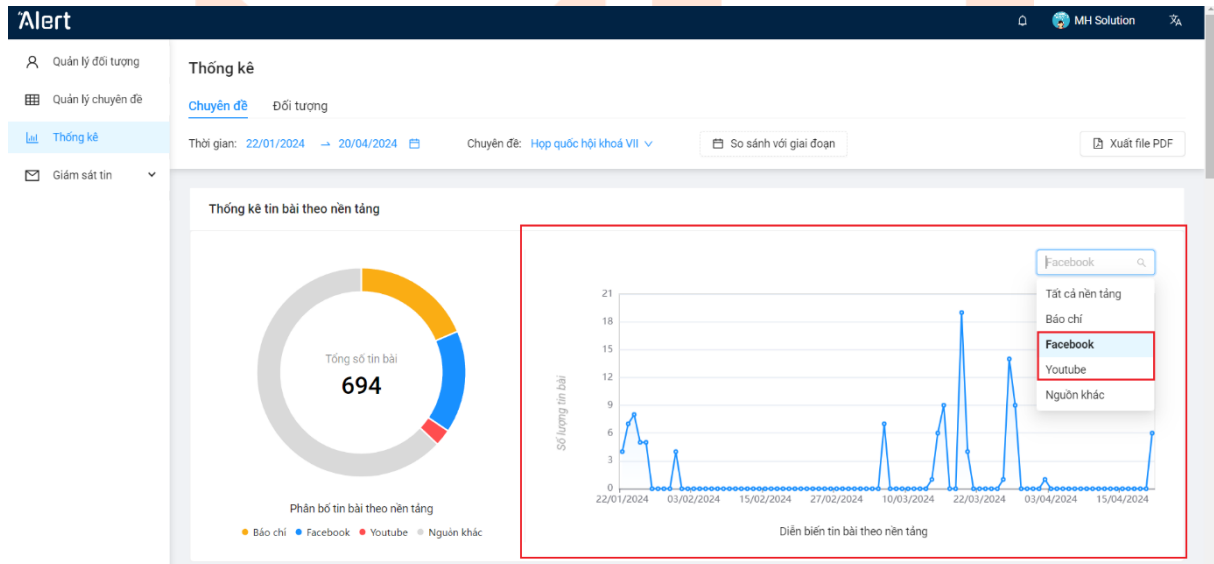 Alert
MH Solution
Quản lý đối tượng
Quản lý chuyên đề
Thống kê
Giám sát tin
Thống kê
Chuyên đề Đối tượng
Thời gian: 22/01/2024 → 20/04/2024 Chuyên đề: Họp quốc hội khoá VII So sánh với giai đoạn Xuất file PDF
Thống kê tin bài theo nền tảng
Tổng số tin bài
694
Phân bố tin bài theo nền tảng
Báo chí Facebook Youtube Nguồn khác
Facebook
Tất cả nền tảng
Báo chí
Facebook
Youtube
Nguồn khác
Số lượng tin bài
21
18
15
12
9
6
3
0
22/01/2024 03/02/2024 15/02/2024 27/02/2024 10/03/2024 22/03/2024 03/04/2024 15/04/2024
Diễn biến tin bài theo nền tảng